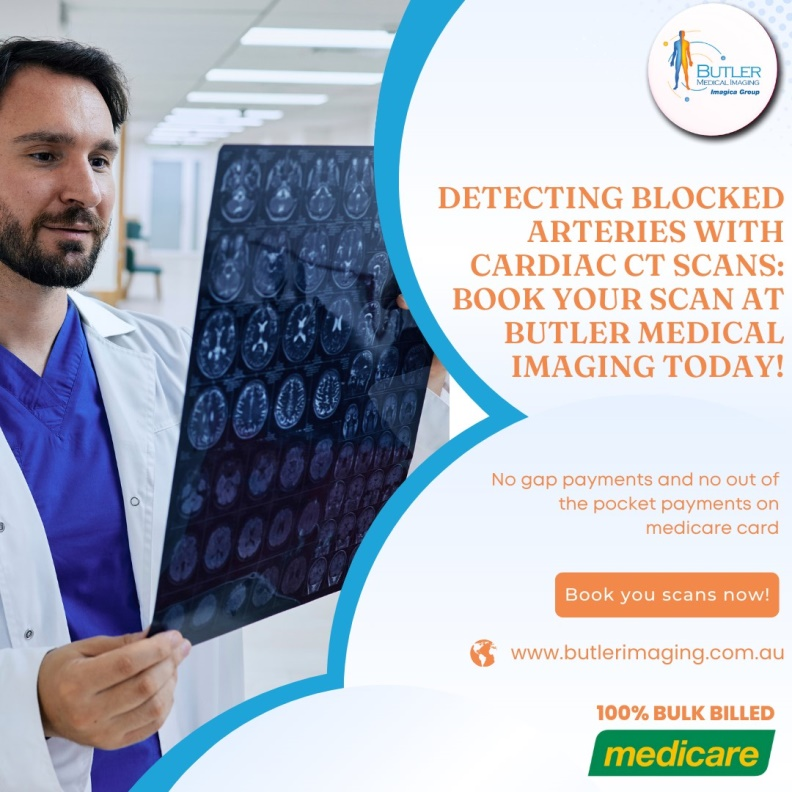 BUTLER
MEDICAL IMAGING
Imagica Group
DETECTING BLOCKED
ARTERIES WITH
CARDIAC CT SCANS:
BOOK YOUR SCAN AT
BUTLER MEDICAL
IMAGING TODAY!
No gap payments and no out of
the pocket payments on
medicare card
Book you scans now!
www.butlerimaging.com.au
100% BULK BILLED
medicare